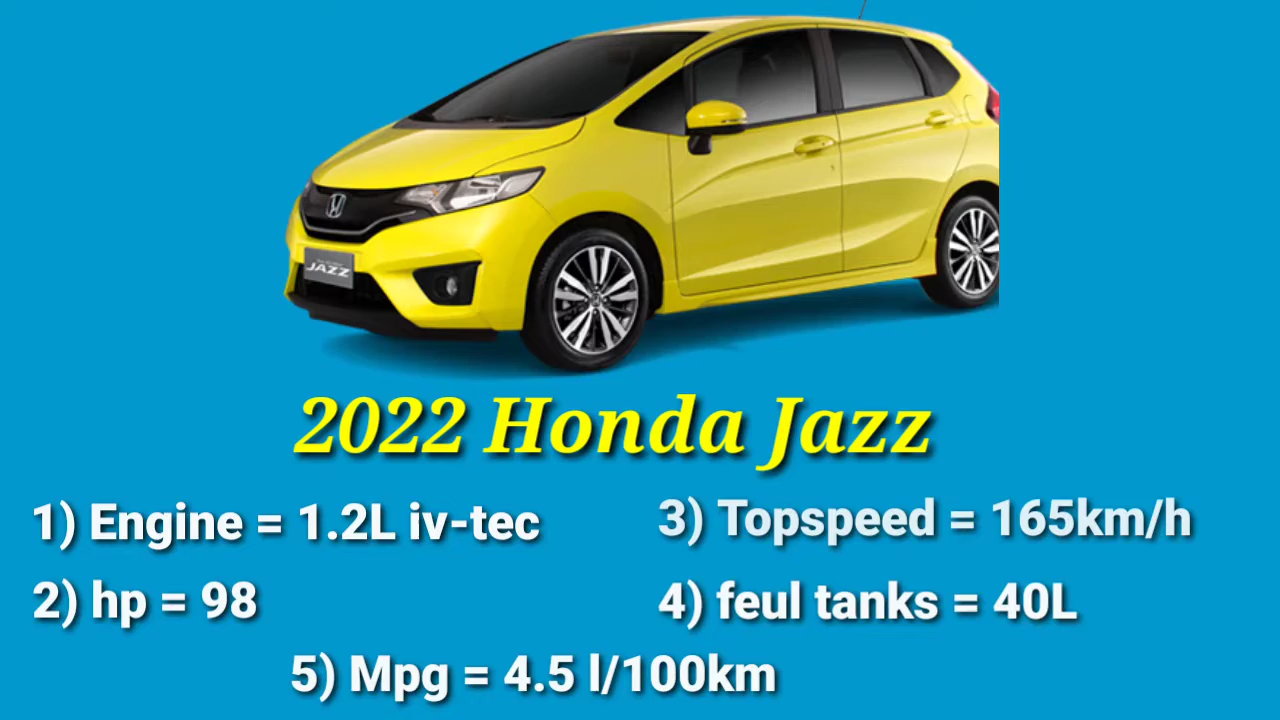 JAZZ
2022 Honda Jazz
1) Engine = 1.2L iv-tec
3) Topspeed = 165km/h
2) hp = 98
4) feul tanks = 40L
5) Mpg = 4.5 l/100km